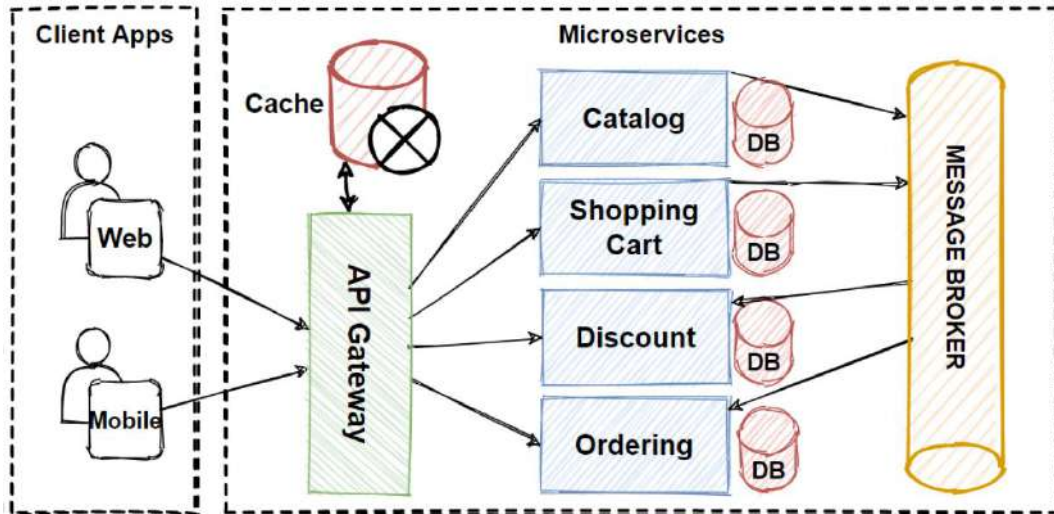 Client Apps
Microservices
Cache
Web
Mobile
API Gateway
Catalog
DB
Shopping
Cart
DB
Discount
DB
Ordering
DB
MESSAGE BROKER